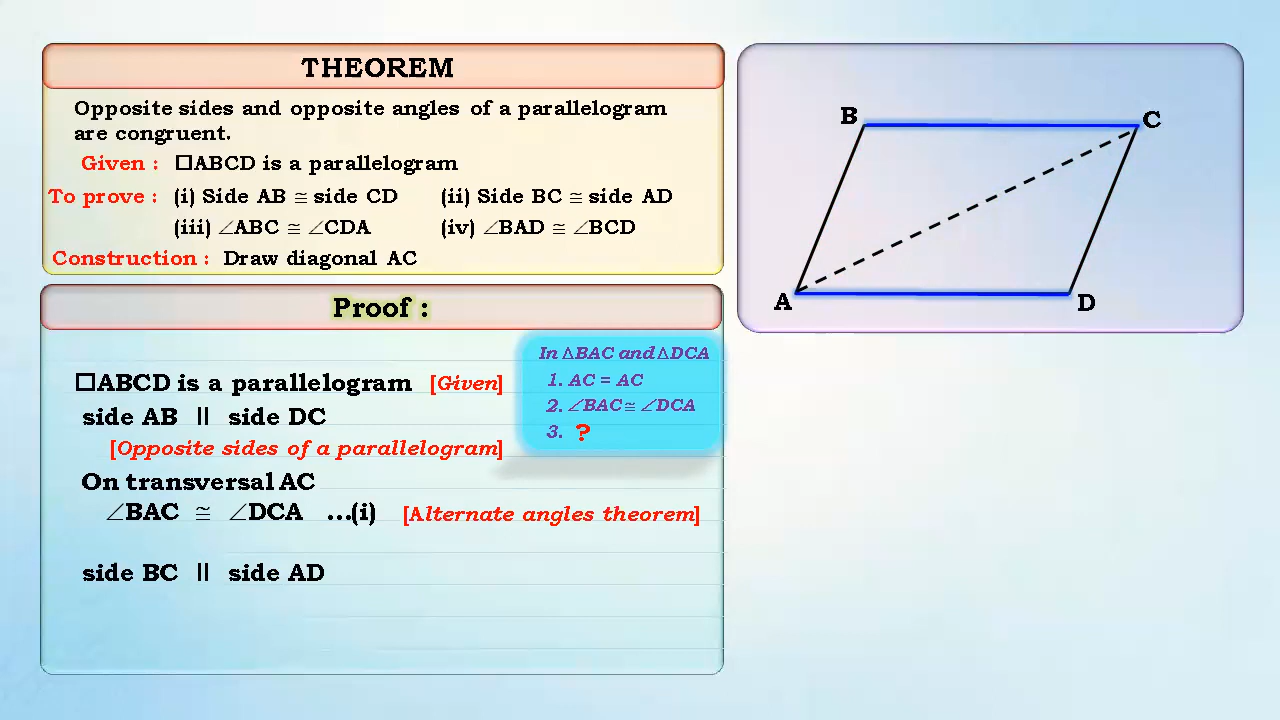 THEOREM
Opposite sides and opposite angles of a parallelogram
are congruent.
Given : □ABCD is a parallelogram
To prove : (i) Side AB ≅ side CD (ii) Side BC ≅ side AD
(iii) ∠ABC ≅ ∠CDA (iv) ∠BAD ≅ ∠BCD
Construction : Draw diagonal AC
Proof :
□ABCD is a parallelogram [Given]
side AB || side DC
[Opposite sides of a parallelogram]
On transversal AC
∠BAC ≅ ∠DCA ...(i) [Alternate angles theorem]
side BC || side AD
In ΔBAC and ΔDCA
1. AC = AC
2. ∠BAC ≅ ∠DCA
3. ?
B
C
A
D